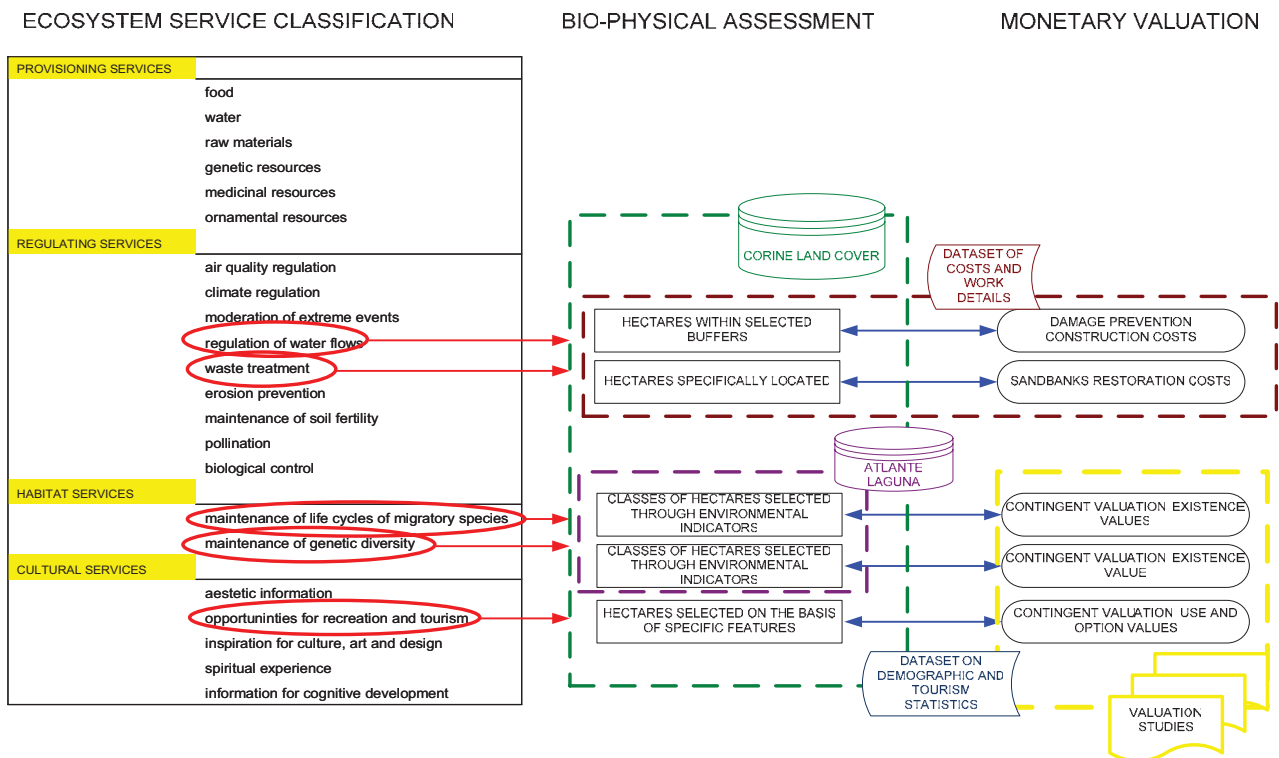 ECOSYSTEM SERVICE CLASSIFICATION
BIO-PHYSICAL ASSESSMENT
MONETARY VALUATION
PROVISIONING SERVICES
food
water
raw materials
genetic resources
medicinal resources
ornamental resources
REGULATING SERVICES
air quality regulation
climate regulation
moderation of extreme events
regulation of water flows
waste treatment
erosion prevention
maintenance of soil fertility
pollination
biological control
HABITAT SERVICES
maintenance of life cycles of migratory species
maintenance of genetic diversity
CULTURAL SERVICES
aestetic information
opportuninties for recreation and tourism
inspiration for culture, art and design
spiritual experience
information for cognitive development
CORINE LAND COVER
DATASET OF
COSTS AND
WORK
DETAILS
HECTARES WITHIN SELECTED
BUFFERS
DAMAGE PREVENTION
CONSTRUCTION COSTS
HECTARES SPECIFICALLY LOCATED
SANDBANKS RESTORATION COSTS
ATLANTE
LAGUNA
CLASSES OF HECTARES SELECTED
THROUGH ENVIRONMENTAL
INDICATORS
CONTINGENT VALUATION EXISTENCE
VALUES
CLASSES OF HECTARES SELECTED
THROUGH ENVIRONMENTAL
INDICATORS
CONTINGENT VALUATION EXISTENCE
VALUE
HECTARES SELECTED ON THE BASIS
OF SPECIFIC FEATURES
CONTINGENT VALUATION USE AND
OPTION VALUES
DATASET ON
DEMOGRAPHIC AND
TOURISM
STATISTICS
VALUATION
STUDIES